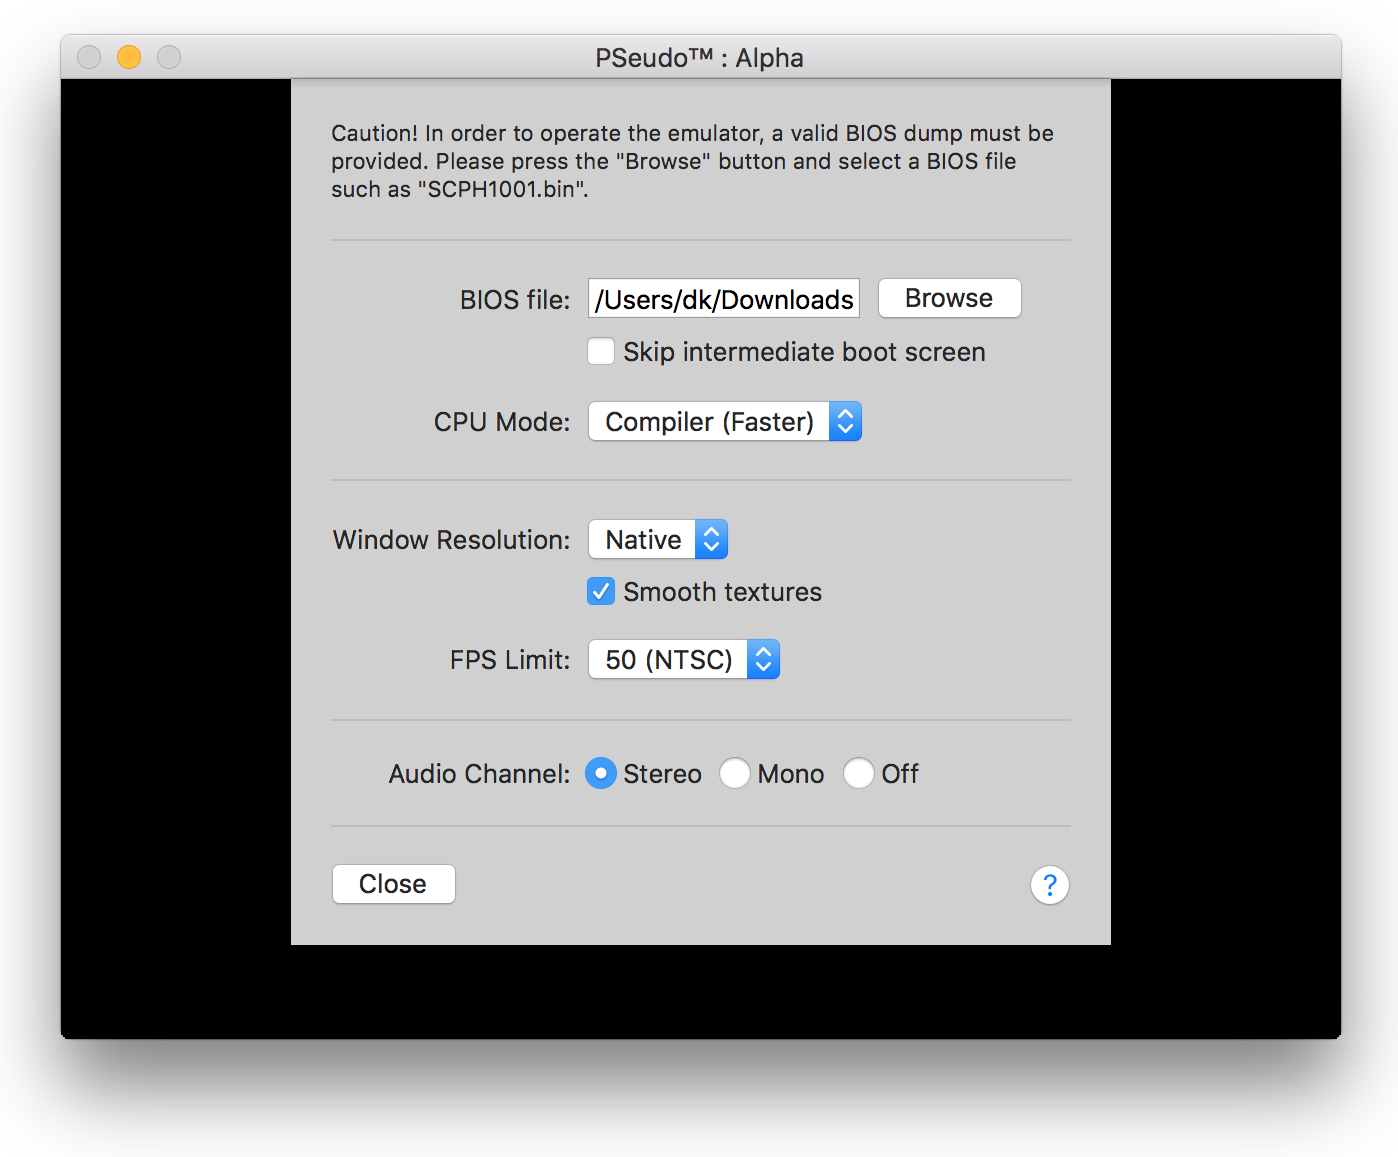 PSeudo™ : Alpha
Caution! In order to operate the emulator, a valid BIOS dump must be
provided. Please press the "Browse" button and select a BIOS file
such as "SCPH1001.bin".
BIOS file: /Users/dk/Downloads Browse
Skip intermediate boot screen
CPU Mode: Compiler (Faster)
Window Resolution: Native
Smooth textures
FPS Limit: 50 (NTSC)
Audio Channel: Stereo Mono Off
Close ?